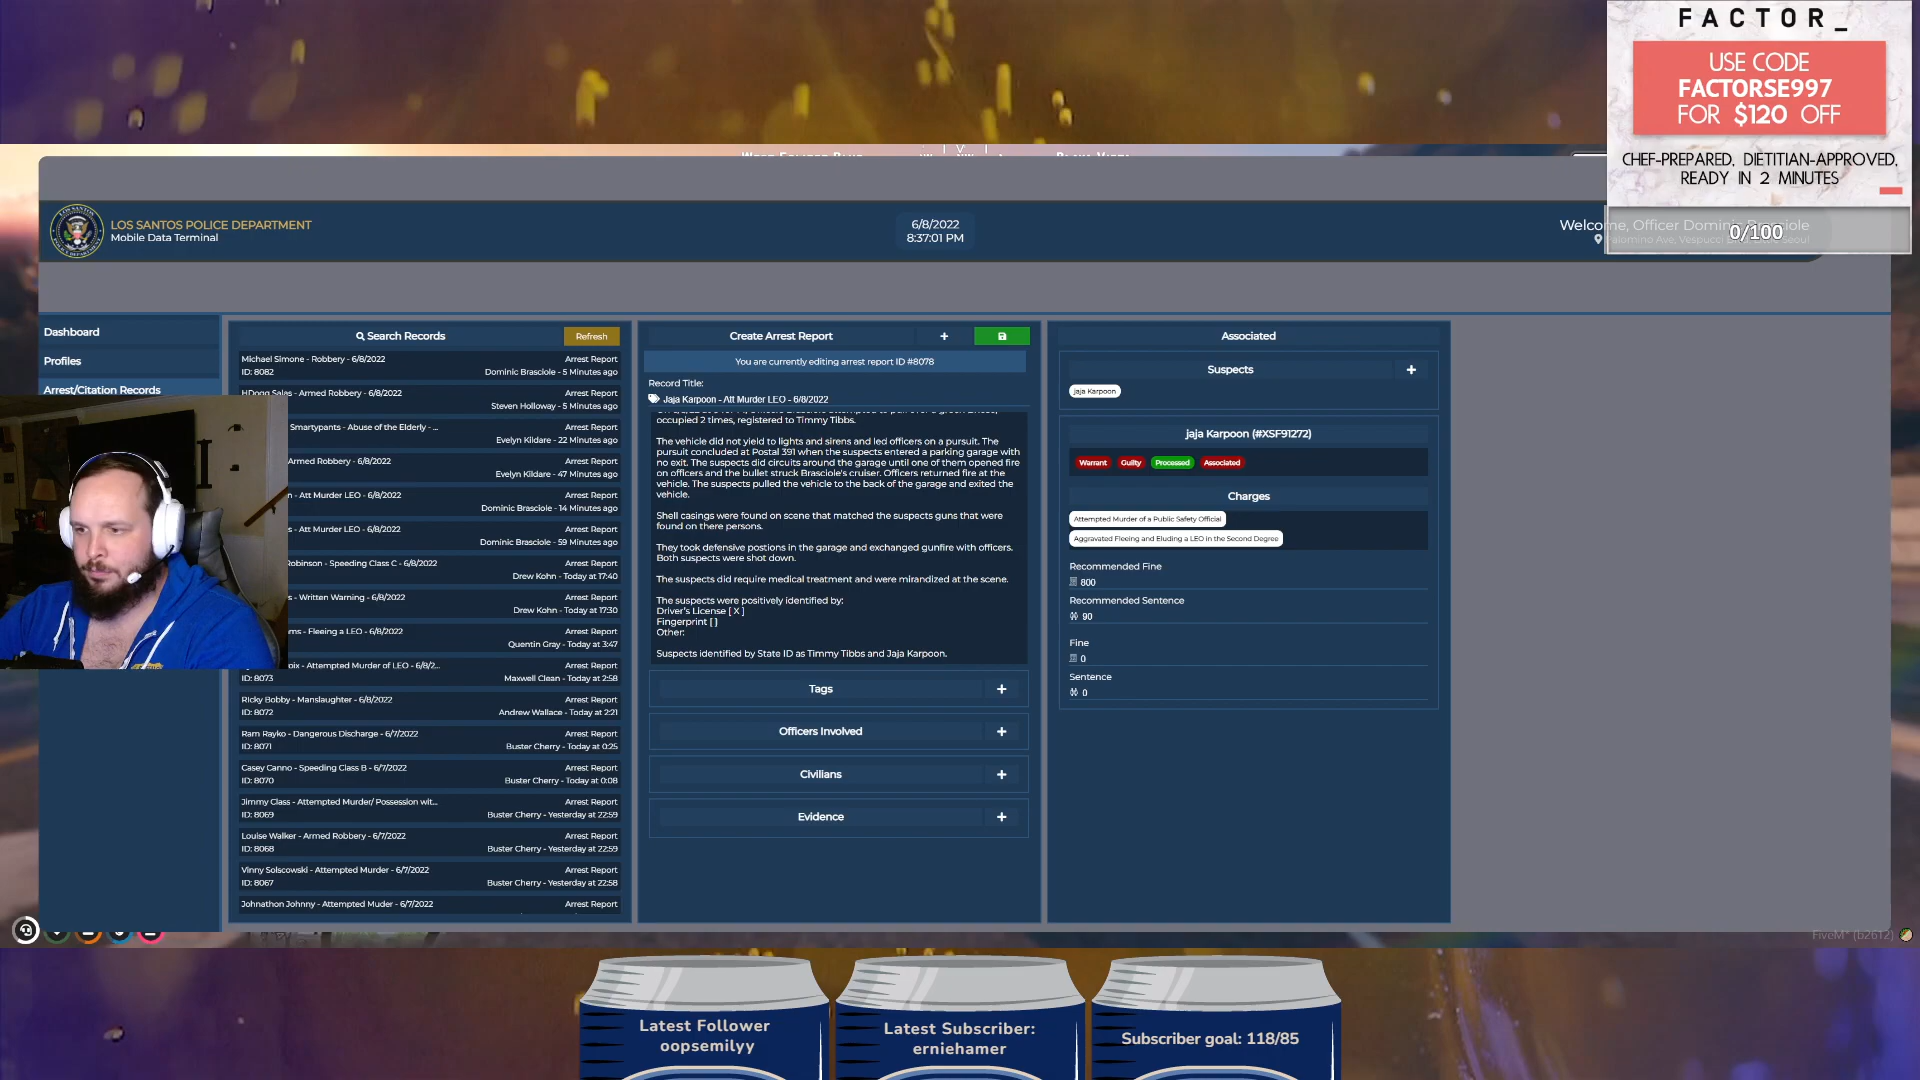 FACTOR_
USE CODE
FACTORSE997
FOR $120 OFF
CHEF-PREPARED, DIETITIAN-APPROVED,
READY IN 2 MINUTES
0/100
LOS SANTOS POLICE DEPARTMENT
Mobile Data Terminal
6/8/2022
8:37:01 PM
Welcome, Officer Dominic Brasciole
Dashboard
Profiles
Arrest/Citation Records
Search Records
Refresh
Michael Simone - Robbery - 6/8/2022
Arrest Report
ID: 8082
Dominic Brasciole - 5 Minutes ago
HDogg Salas - Armed Robbery - 6/8/2022
Arrest Report
Steven Holloway - 5 Minutes ago
Smartypants - Abuse of the Elderly - ...
Arrest Report
Evelyn Kildare - 22 Minutes ago
Armed Robbery - 6/8/2022
Arrest Report
Evelyn Kildare - 47 Minutes ago
n - Att Murder LEO - 6/8/2022
Arrest Report
Dominic Brasciole - 14 Minutes ago
s - Att Murder LEO - 6/8/2022
Arrest Report
Dominic Brasciole - 59 Minutes ago
Robinson - Speeding Class C - 6/8/2022
Arrest Report
Drew Kohn - Today at 17:40
s - Written Warning - 6/8/2022
Arrest Report
Drew Kohn - Today at 17:30
ms - Fleeing a LEO - 6/8/2022
Arrest Report
Quentin Gray - Today at 3:47
oix - Attempted Murder of LEO - 6/8/2...
Arrest Report
ID: 8073
Maxwell Clean - Today at 2:58
Ricky Bobby - Manslaughter - 6/8/2022
Arrest Report
ID: 8072
Andrew Wallace - Today at 2:21
Ram Rayko - Dangerous Discharge - 6/7/2022
Arrest Report
ID: 8071
Buster Cherry - Today at 0:25
Casey Canno - Speeding Class B - 6/7/2022
Arrest Report
ID: 8070
Buster Cherry - Today at 0:08
Jimmy Class - Attempted Murder/ Possession wit...
Arrest Report
ID: 8069
Buster Cherry - Yesterday at 22:59
Louise Walker - Armed Robbery - 6/7/2022
Arrest Report
ID: 8068
Buster Cherry - Yesterday at 22:59
Vinny Solscowski - Attempted Murder - 6/7/2022
Arrest Report
ID: 8067
Buster Cherry - Yesterday at 22:58
Johnathon Johnny - Attempted Muder - 6/7/2022
Arrest Report
Create Arrest Report
+
You are currently editing arrest report ID #8078
Record Title:
Jaja Karpoon - Att Murder LEO - 6/8/2022
occupied 2 times, registered to Timmy Tibbs.
The vehicle did not yield to lights and sirens and led officers on a pursuit. The
pursuit concluded at Postal 391 when the suspects entered a parking garage with
no exit. The suspects did circuits around the garage until one of them opened fire
on officers and the bullet struck Brasciole's cruiser. Officers returned fire at the
vehicle. The suspects pulled the vehicle to the back of the garage and exited the
vehicle.
Shell casings were found on scene that matched the suspects guns that were
found on there persons.
They took defensive postions in the garage and exchanged gunfire with officers.
Both suspects were shot down.
The suspects did require medical treatment and were mirandized at the scene.
The suspects were positively identified by:
Driver's License [ X ]
Fingerprint [ ]
Other:
Suspects identified by State ID as Timmy Tibbs and Jaja Karpoon.
Tags +
Officers Involved +
Civilians +
Evidence +
Associated
Suspects +
jaja Karpoon
jaja Karpoon (#XSF91272)
Warrant Guilty Processed Associated
Charges
Attempted Murder of a Public Safety Official
Aggravated Fleeing and Eluding a LEO in the Second Degree
Recommended Fine
800
Recommended Sentence
90
Fine
0
Sentence
0
FiveM* (b2612)
Latest Follower
oopsemilyy
Latest Subscriber:
erniehamer
Subscriber goal: 118/85